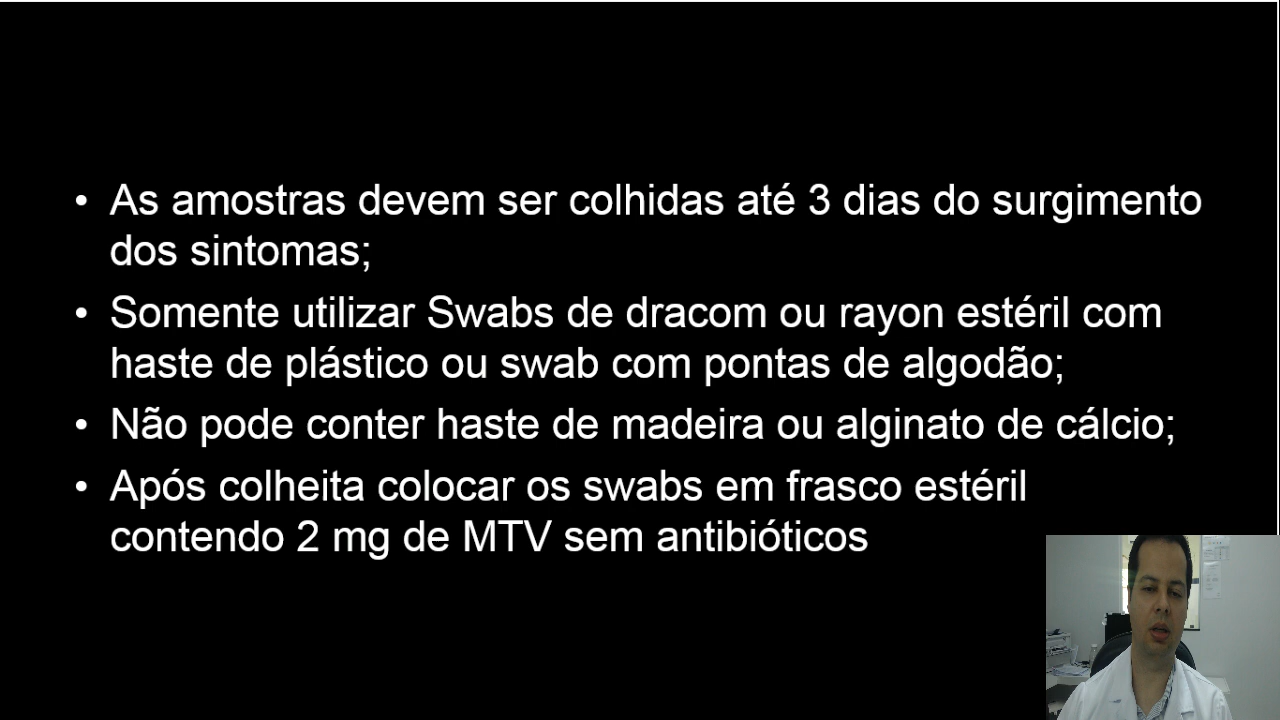 • As amostras devem ser colhidas até 3 dias do surgimento
dos sintomas;
• Somente utilizar Swabs de dracom ou rayon estéril com
haste de plástico ou swab com pontas de algodão;
• Não pode conter haste de madeira ou alginato de cálcio;
• Após colheita colocar os swabs em frasco estéril
contendo 2 mg de MTV sem antibióticos